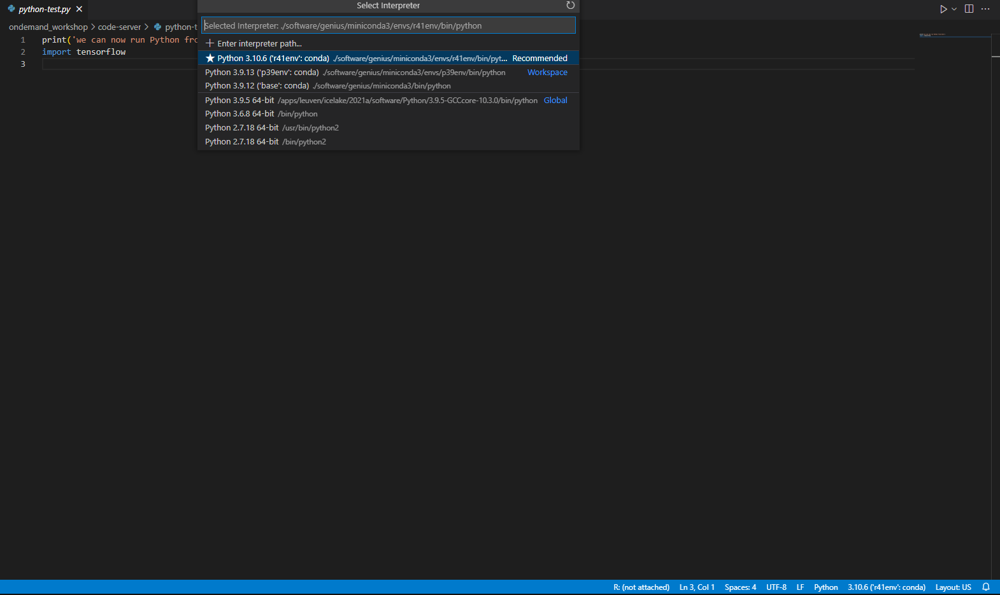 python-test.py
Select Interpreter
ondemand_workshop > code-server > python-t
Selected Interpreter: ./software/genius/miniconda3/envs/r41env/bin/python
1 print('we can now run Python fro
2 import tensorflow
3
Enter interpreter path...
Python 3.10.6 ('r41env': conda) ./software/genius/miniconda3/envs/r41env/bin/pyt... Recommended
Python 3.9.13 ('p39env': conda) ./software/genius/miniconda3/envs/p39env/bin/python Workspace
Python 3.9.12 ('base': conda) ./software/genius/miniconda3/bin/python
Python 3.9.5 64-bit /apps/leuven/icelake/2021a/software/Python/3.9.5-GCCcore-10.3.0/bin/python Global
Python 3.6.8 64-bit /bin/python
Python 2.7.18 64-bit /usr/bin/python2
Python 2.7.18 64-bit /bin/python2
R: (not attached) Ln 3, Col 1 Spaces: 4 UTF-8 LF Python 3.10.6 ('r41env': conda) Layout: US